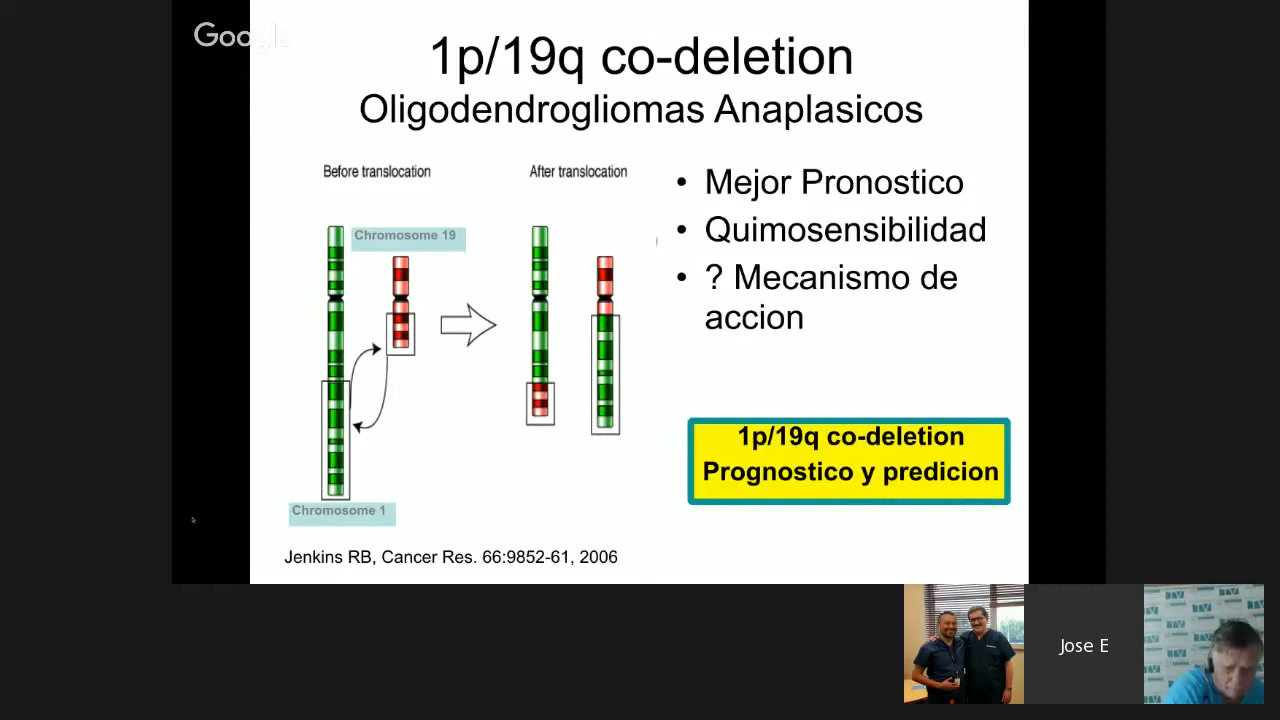 Google
1p/19q co-deletion
Oligodendrogliomas Anaplasicos
Before translocation
After translocation
Chromosome 19
Chromosome 1
• Mejor Pronostico
• Quimosensibilidad
• ? Mecanismo de
accion
1p/19q co-deletion
Prognostico y predicion
Jenkins RB, Cancer Res. 66:9852-61, 2006
Jose E